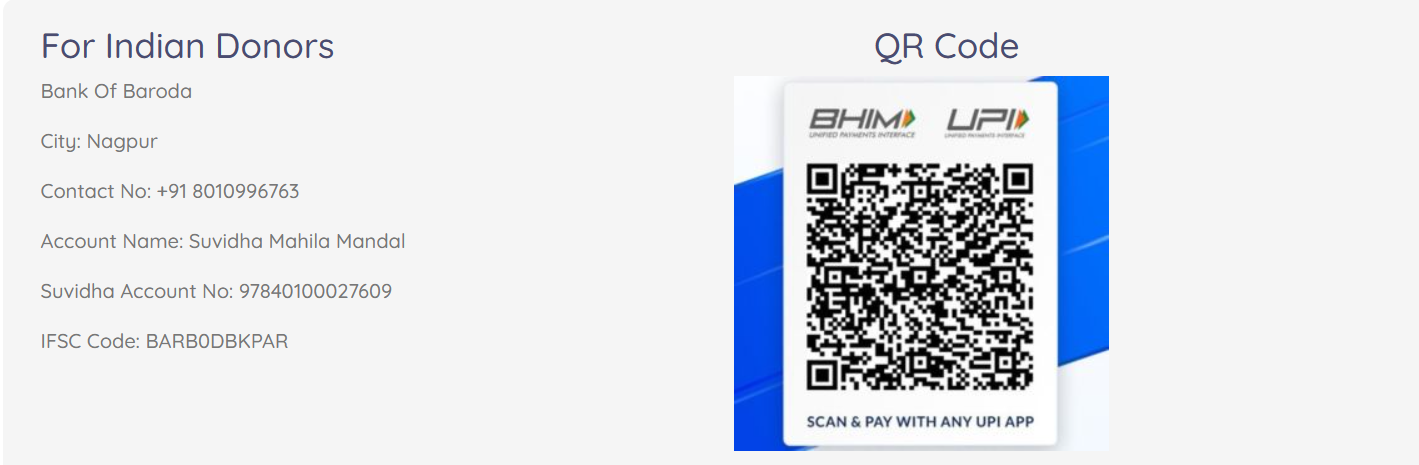 For Indian Donors
Bank Of Baroda
City: Nagpur
Contact No: +91 8010996763
Account Name: Suvidha Mahila Mandal
Suvidha Account No: 97840100027609
IFSC Code: BARB0DBKPAR
QR Code
BHIM UPI
UNIFIED PAYMENTS INTERFACE UNIFIED PAYMENTS INTERFACE
SCAN & PAY WITH ANY UPI APP